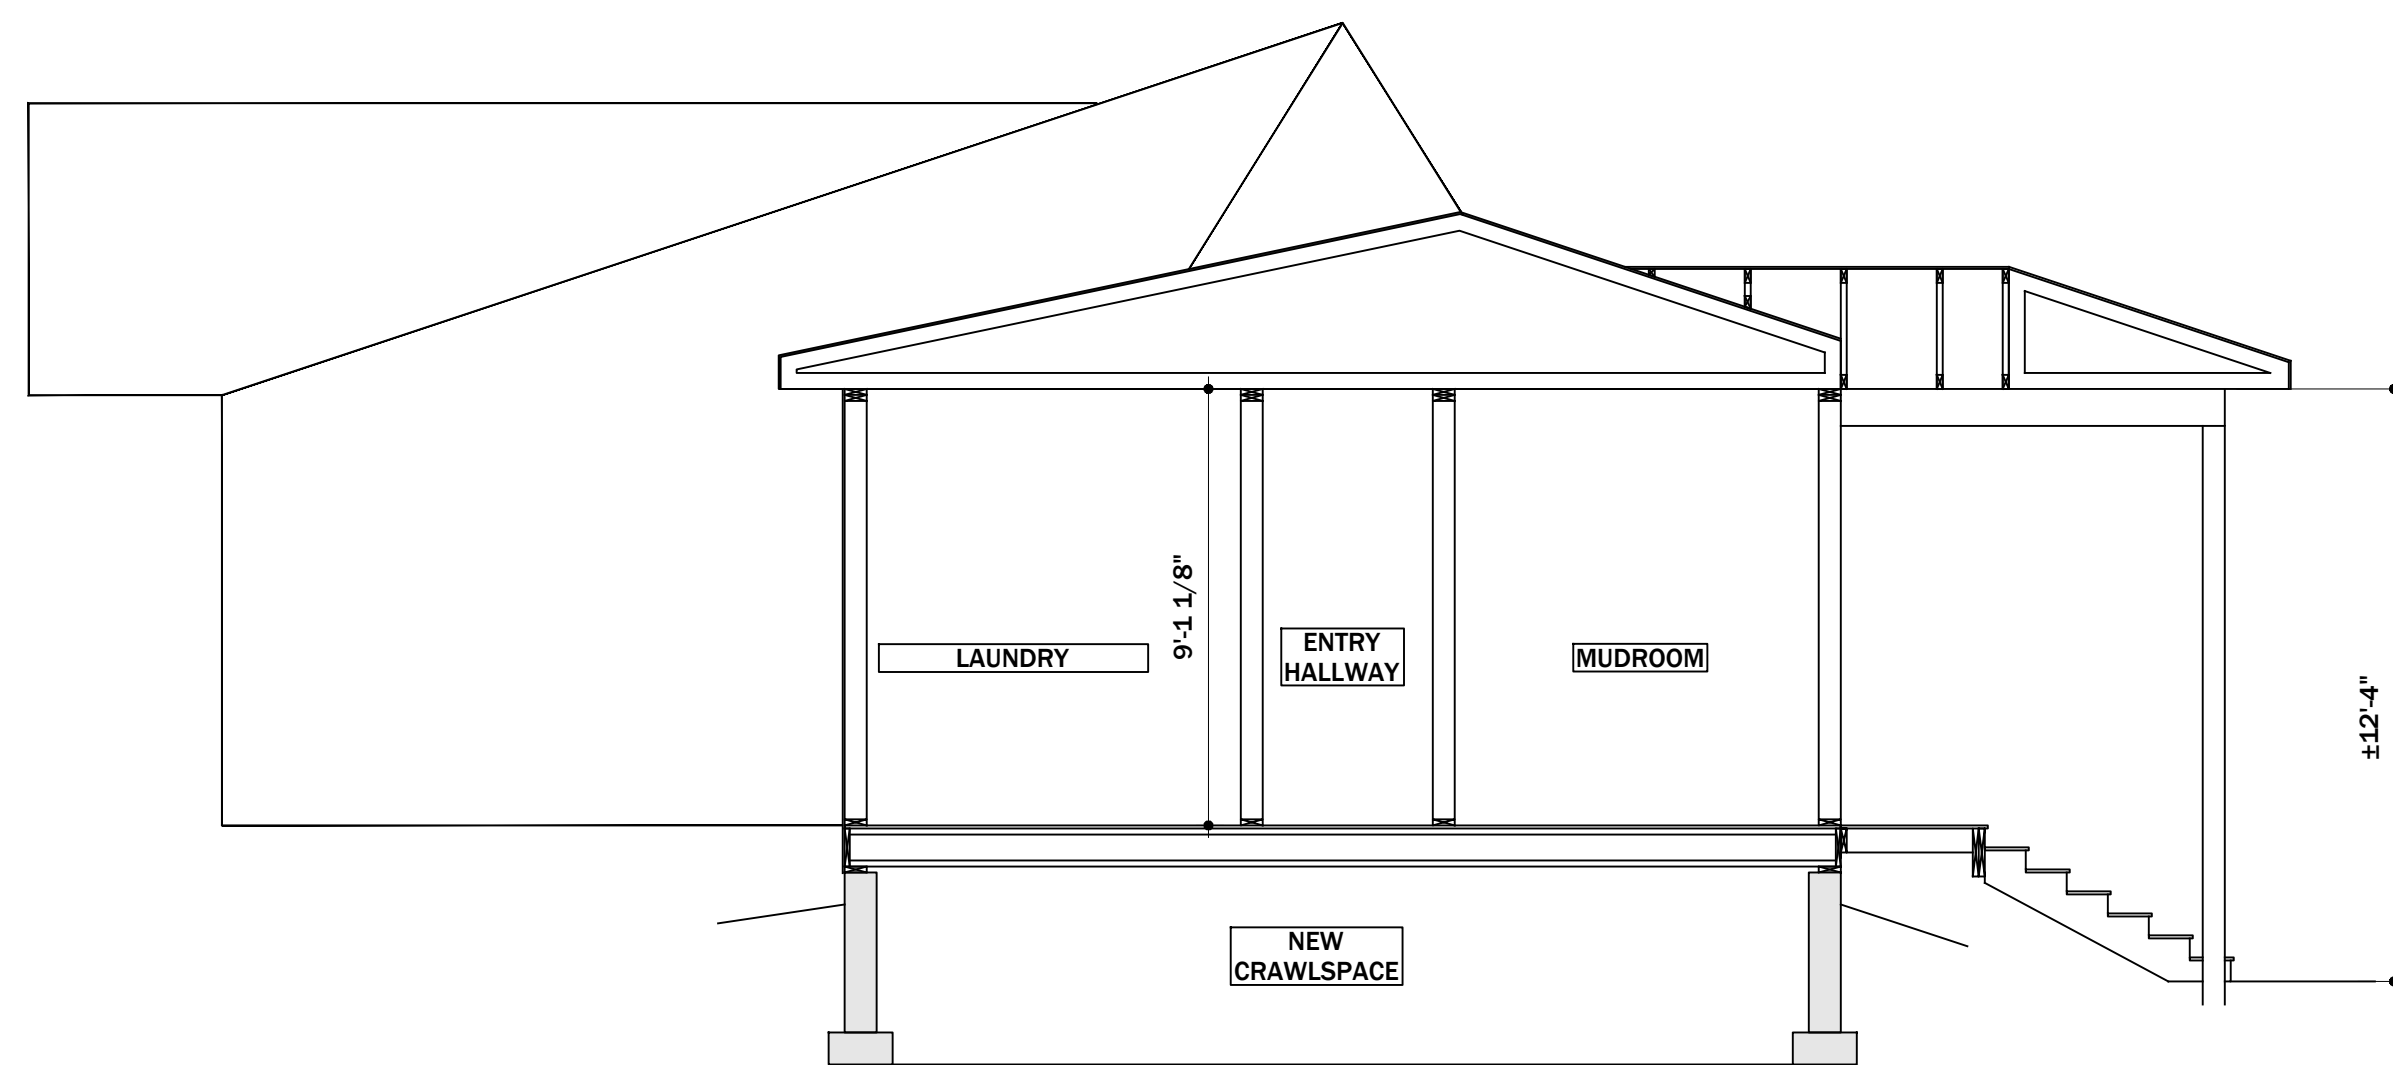 LAUNDRY
9'-1 1/8"
ENTRY
HALLWAY
MUDROOM
±12'-4"
NEW
CRAWLSPACE